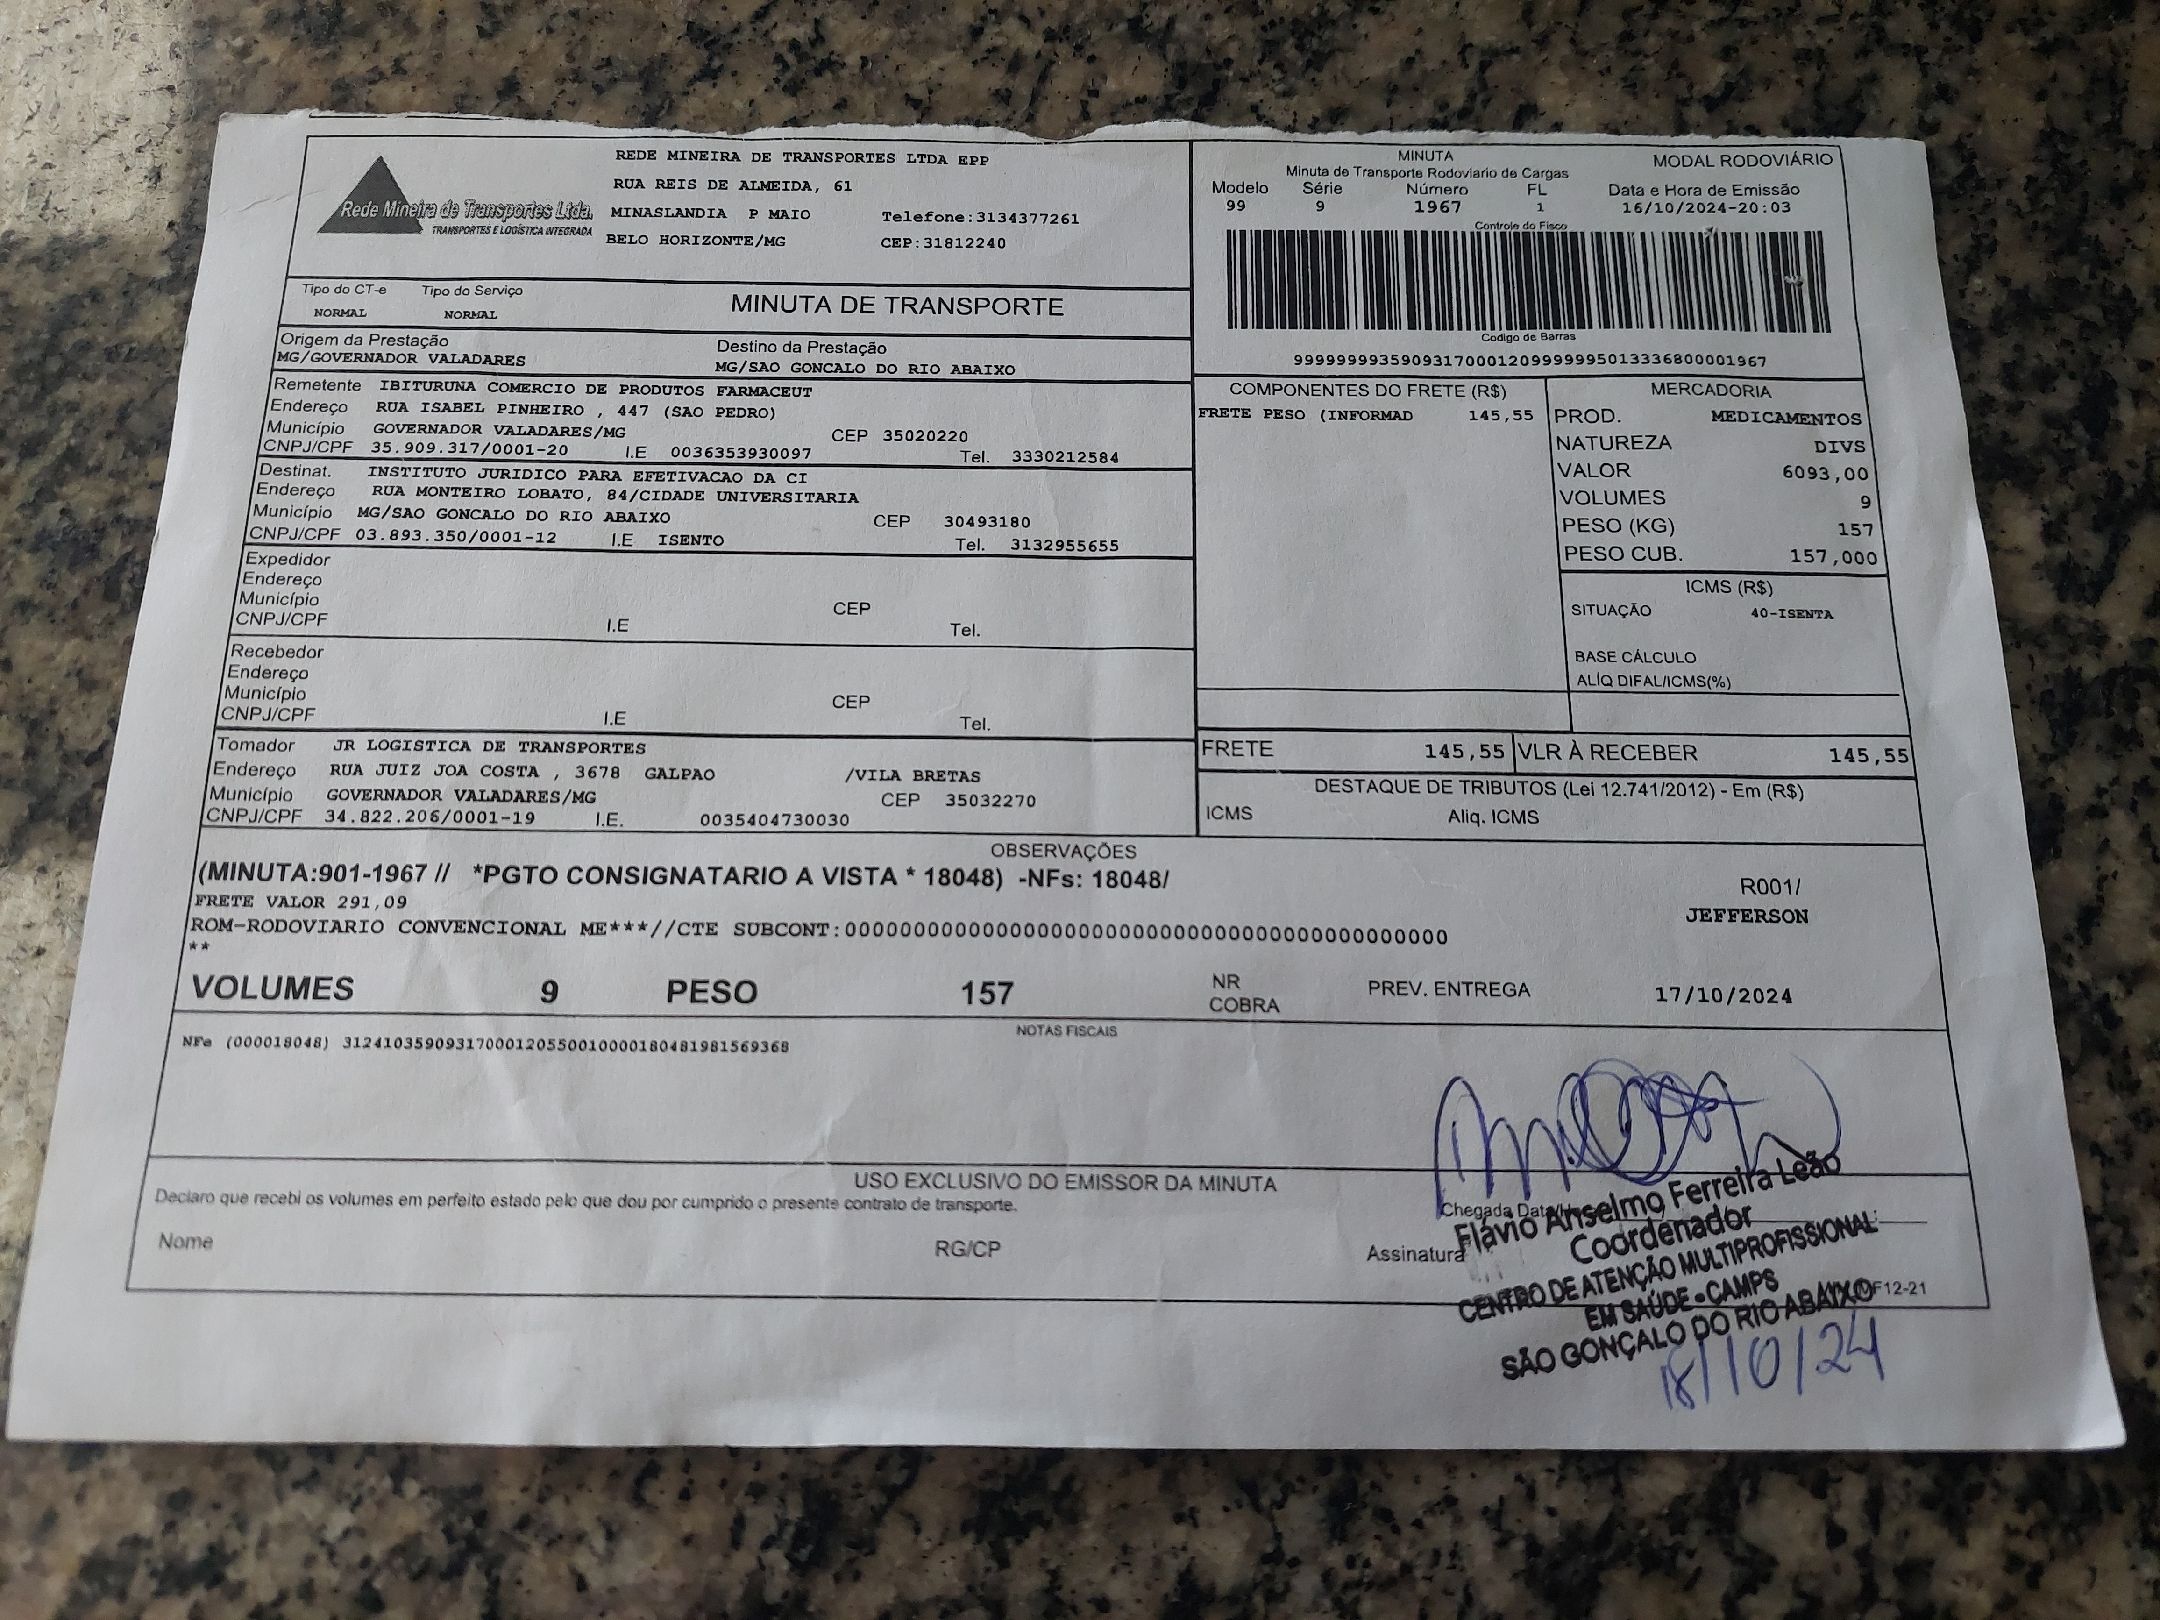 REDE MINEIRA DE TRANSPORTES LTDA EPP
RUA REIS DE ALMEIDA, 61
Rede Mineira de Transportes Ltda.
TRANSPORTES E LOGÍSTICA INTEGRADA
MINASLANDIA P MAIO Telefone:3134377261
BELO HORIZONTE/MG CEP:31812240
MINUTA MODAL RODOVIÁRIO
Minuta de Transporte Rodoviario de Cargas
Modelo Série Número FL Data e Hora de Emissão
99 9 1967 1 16/10/2024-20:03
Controle do Fisco
Codigo de Barras
99999999359093170001209999999501333680​0001967
Tipo do CT-e Tipo do Serviço
NORMAL NORMAL
MINUTA DE TRANSPORTE
Origem da Prestação Destino da Prestação
MG/GOVERNADOR VALADARES MG/SAO GONCALO DO RIO ABAIXO
Remetente IBITURUNA COMERCIO DE PRODUTOS FARMACEUT
Endereço RUA ISABEL PINHEIRO , 447 (SAO PEDRO)
Município GOVERNADOR VALADARES/MG CEP 35020220
CNPJ/CPF 35.909.317/0001-20 I.E 0036353930097 Tel. 3330212584
Destinat. INSTITUTO JURIDICO PARA EFETIVACAO DA CI
Endereço RUA MONTEIRO LOBATO, 84/CIDADE UNIVERSITARIA
Município MG/SAO GONCALO DO RIO ABAIXO CEP 30493180
CNPJ/CPF 03.893.350/0001-12 I.E ISENTO Tel. 3132955655
Expedidor
Endereço
Município CEP
CNPJ/CPF I.E Tel.
Recebedor
Endereço
Município CEP
CNPJ/CPF I.E Tel.
Tomador JR LOGISTICA DE TRANSPORTES
Endereço RUA JUIZ JOA COSTA , 3678 GALPAO /VILA BRETAS
Município GOVERNADOR VALADARES/MG CEP 35032270
CNPJ/CPF 34.822.206/0001-19 I.E. 0035404730030
COMPONENTES DO FRETE (R$)
FRETE PESO (INFORMAD 145,55
MERCADORIA
PROD. MEDICAMENTOS
NATUREZA DIVS
VALOR 6093,00
VOLUMES 9
PESO (KG) 157
PESO CUB. 157,000
ICMS (R$)
SITUAÇÃO 40-ISENTA
BASE CÁLCULO
ALÍQ DIFAL/ICMS(%)
FRETE 145,55 VLR À RECEBER 145,55
DESTAQUE DE TRIBUTOS (Lei 12.741/2012) - Em (R$)
ICMS Aliq. ICMS
OBSERVAÇÕES
(MINUTA:901-1967 // *PGTO CONSIGNATARIO A VISTA * 18048) -NFs: 18048/
FRETE VALOR 291,09
ROM-RODOVIARIO CONVENCIONAL ME***//CTE SUBCONT:00000000000000000000000000000000000000000000
**
R001/
JEFFERSON
VOLUMES 9 PESO 157 NR COBRA PREV. ENTREGA 17/10/2024
NOTAS FISCAIS
NFe (000018048) 31241035909317000120550010000180481981569368
USO EXCLUSIVO DO EMISSOR DA MINUTA
Declaro que recebi os volumes em perfeito estado pelo que dou por cumprido o presente contrato de transporte.
Nome RG/CP
Chegada Data/
Assinatura
Flávio Anselmo Ferreira Leão
Coordenador
CENTRO DE ATENÇÃO MULTIPROFISSIONAL
EM SAÚDE - CAMPS
SÃO GONÇALO DO RIO ABAIXO
F12-21
18/10/24